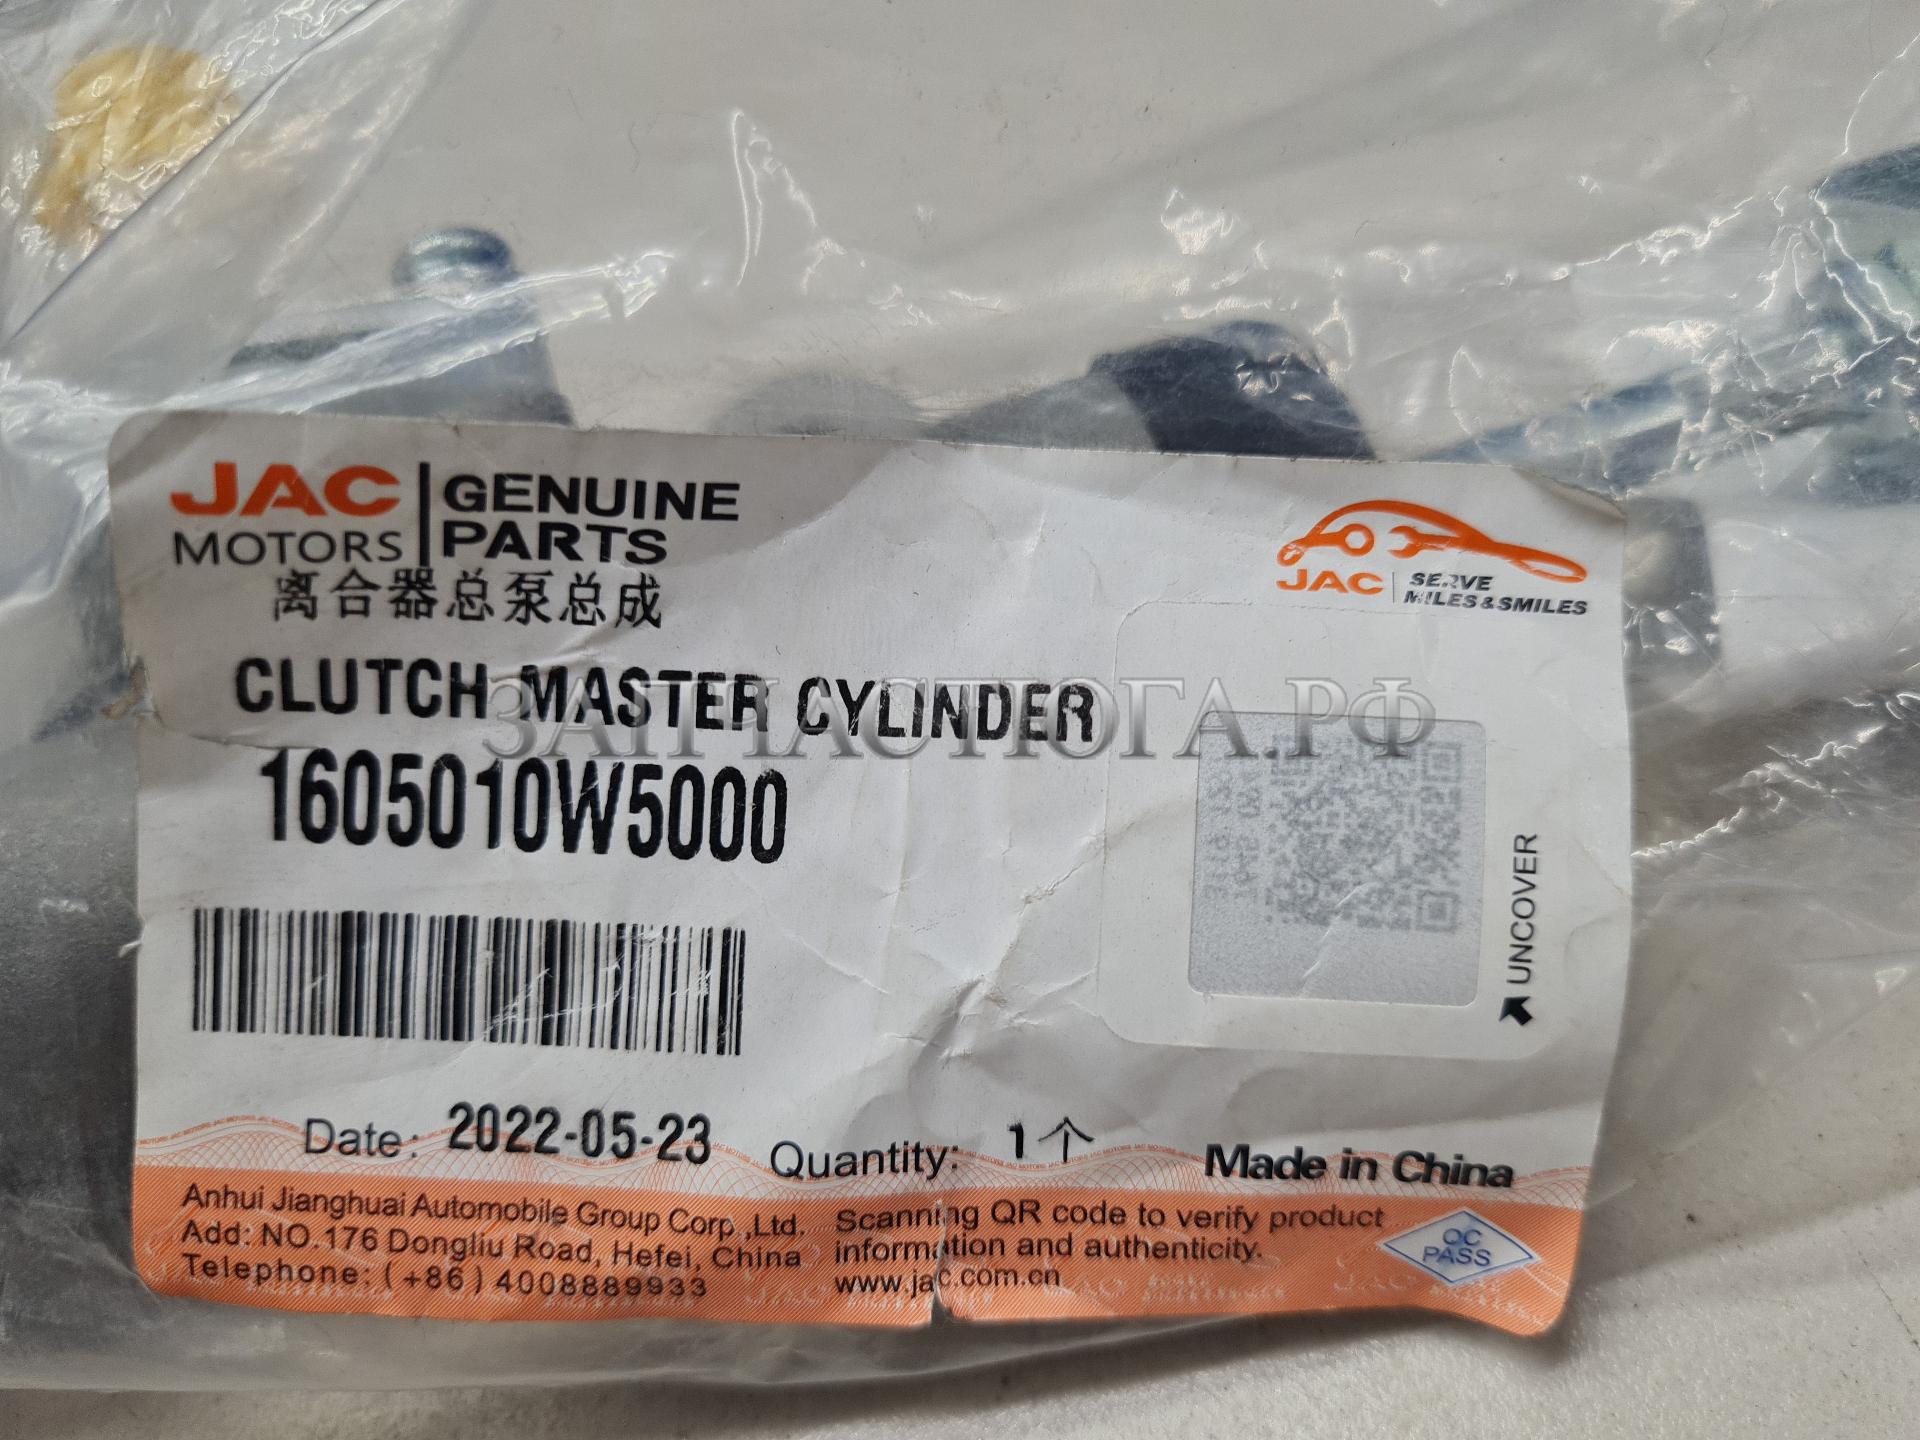 JAC MOTORS | GENUINE PARTS
离合器总泵总成
JAC | SERVE MILES&SMILES
CLUTCH MASTER CYLINDER
ЗАПЧАСТЮГА.РФ
1605010W5000
UNCOVER
Date: 2022-05-23
Quantity: 1个
Made in China
Anhui Jianghuai Automobile Group Corp.,Ltd.
Add: NO.176 Dongliu Road, Hefei, China
Telephone: (+86) 4008889933
Scanning QR code to verify product
information and authenticity.
www.jac.com.cn
QC
PASS